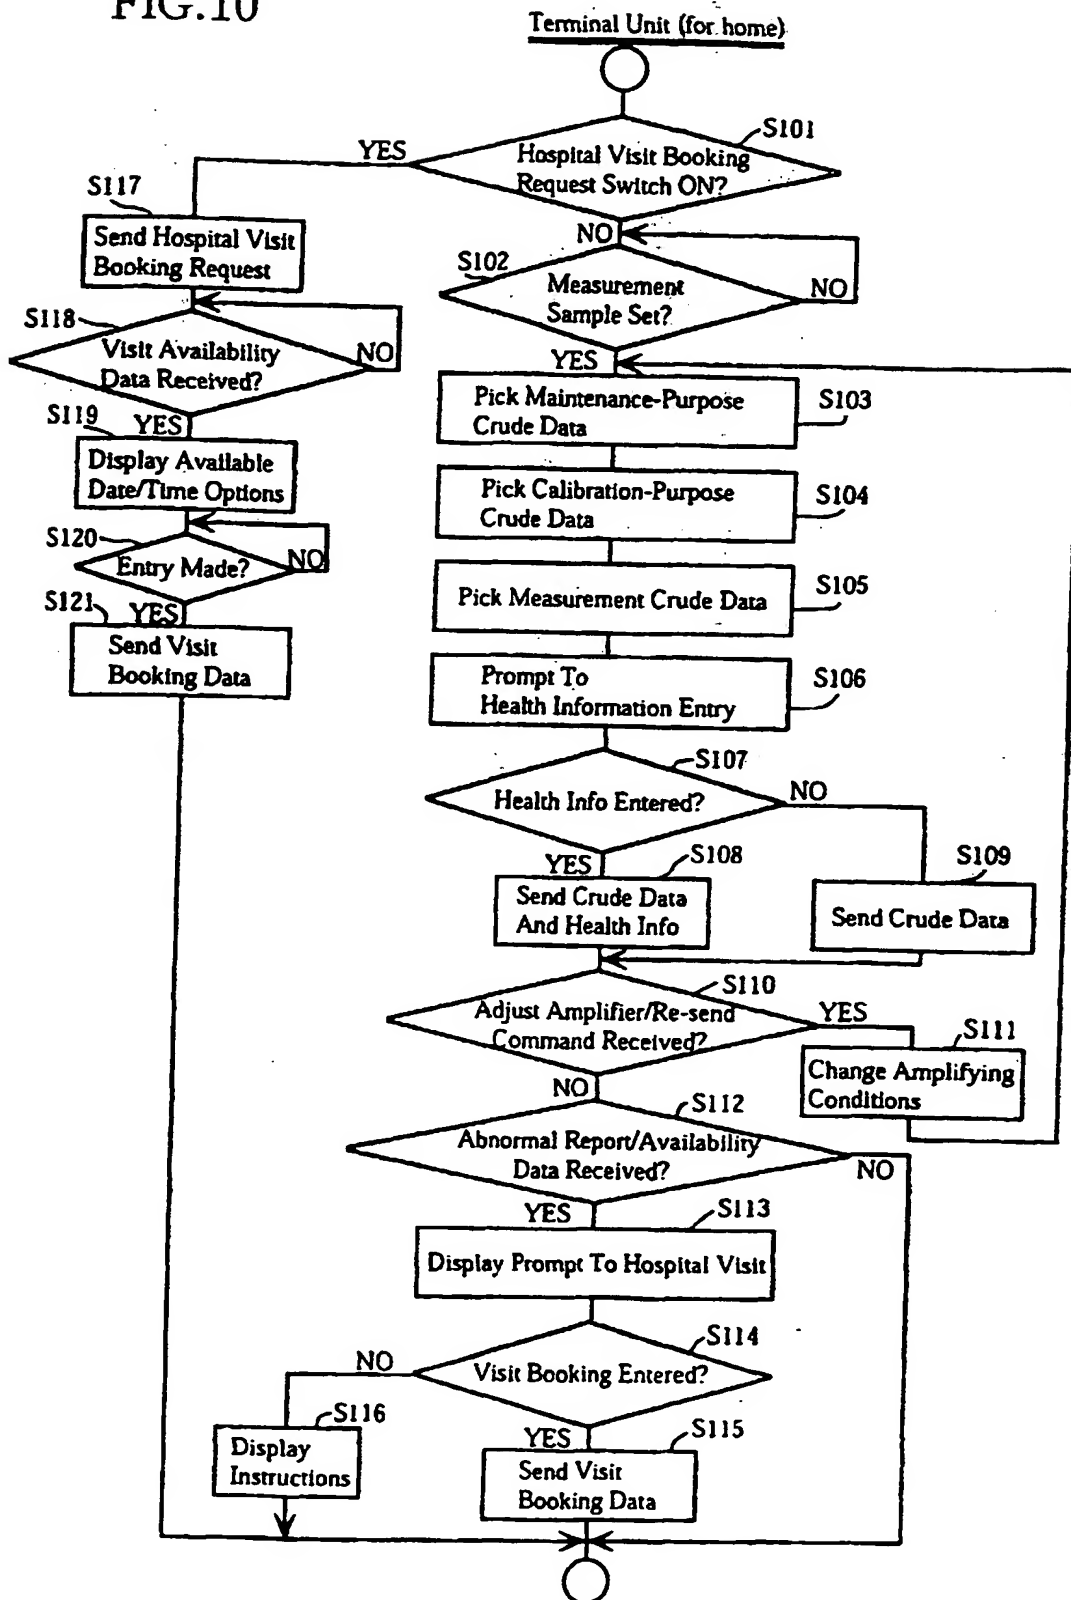 FIG.10
Terminal Unit (for home)
S101
YES
Hospital Visit Booking
Request Switch ON?
S117
Send Hospital Visit
Booking Request
NO
S102
Measurement
Sample Set?
NO
S118
Visit Availability
Data Received?
NO
YES
S103
Pick Maintenance-Purpose
Crude Data
S119
YES
Display Available
Date/Time Options
S104
Pick Calibration-Purpose
Crude Data
S120
Entry Made?
NO
S105
Pick Measurement Crude Data
S121
YES
Send Visit
Booking Data
S106
Prompt To
Health Information Entry
S107
Health Info Entered?
NO
YES
S108
Send Crude Data
And Health Info
S109
Send Crude Data
S110
Adjust Amplifier/Re-send
Command Received?
YES
S111
Change Amplifying
Conditions
NO
S112
Abnormal Report/Availability
Data Received?
NO
YES
S113
Display Prompt To Hospital Visit
S114
Visit Booking Entered?
NO
S116
Display
Instructions
YES
S115
Send Visit
Booking Data